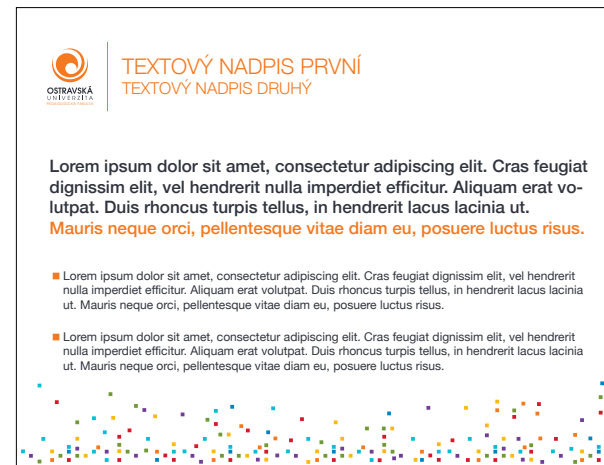 OSTRAVSKÁ
UNIVERZITA
PEDAGOGICKÁ FAKULTA
TEXTOVÝ NADPIS PRVNÍ
TEXTOVÝ NADPIS DRUHÝ
Lorem ipsum dolor sit amet, consectetur adipiscing elit. Cras feugiat
dignissim elit, vel hendrerit nulla imperdiet efficitur. Aliquam erat vo-
lutpat. Duis rhoncus turpis tellus, in hendrerit lacus lacinia ut.
Mauris neque orci, pellentesque vitae diam eu, posuere luctus risus.
Lorem ipsum dolor sit amet, consectetur adipiscing elit. Cras feugiat dignissim elit, vel hendrerit
nulla imperdiet efficitur. Aliquam erat volutpat. Duis rhoncus turpis tellus, in hendrerit lacus lacinia
ut. Mauris neque orci, pellentesque vitae diam eu, posuere luctus risus.
Lorem ipsum dolor sit amet, consectetur adipiscing elit. Cras feugiat dignissim elit, vel hendrerit
nulla imperdiet efficitur. Aliquam erat volutpat. Duis rhoncus turpis tellus, in hendrerit lacus lacinia
ut. Mauris neque orci, pellentesque vitae diam eu, posuere luctus risus.